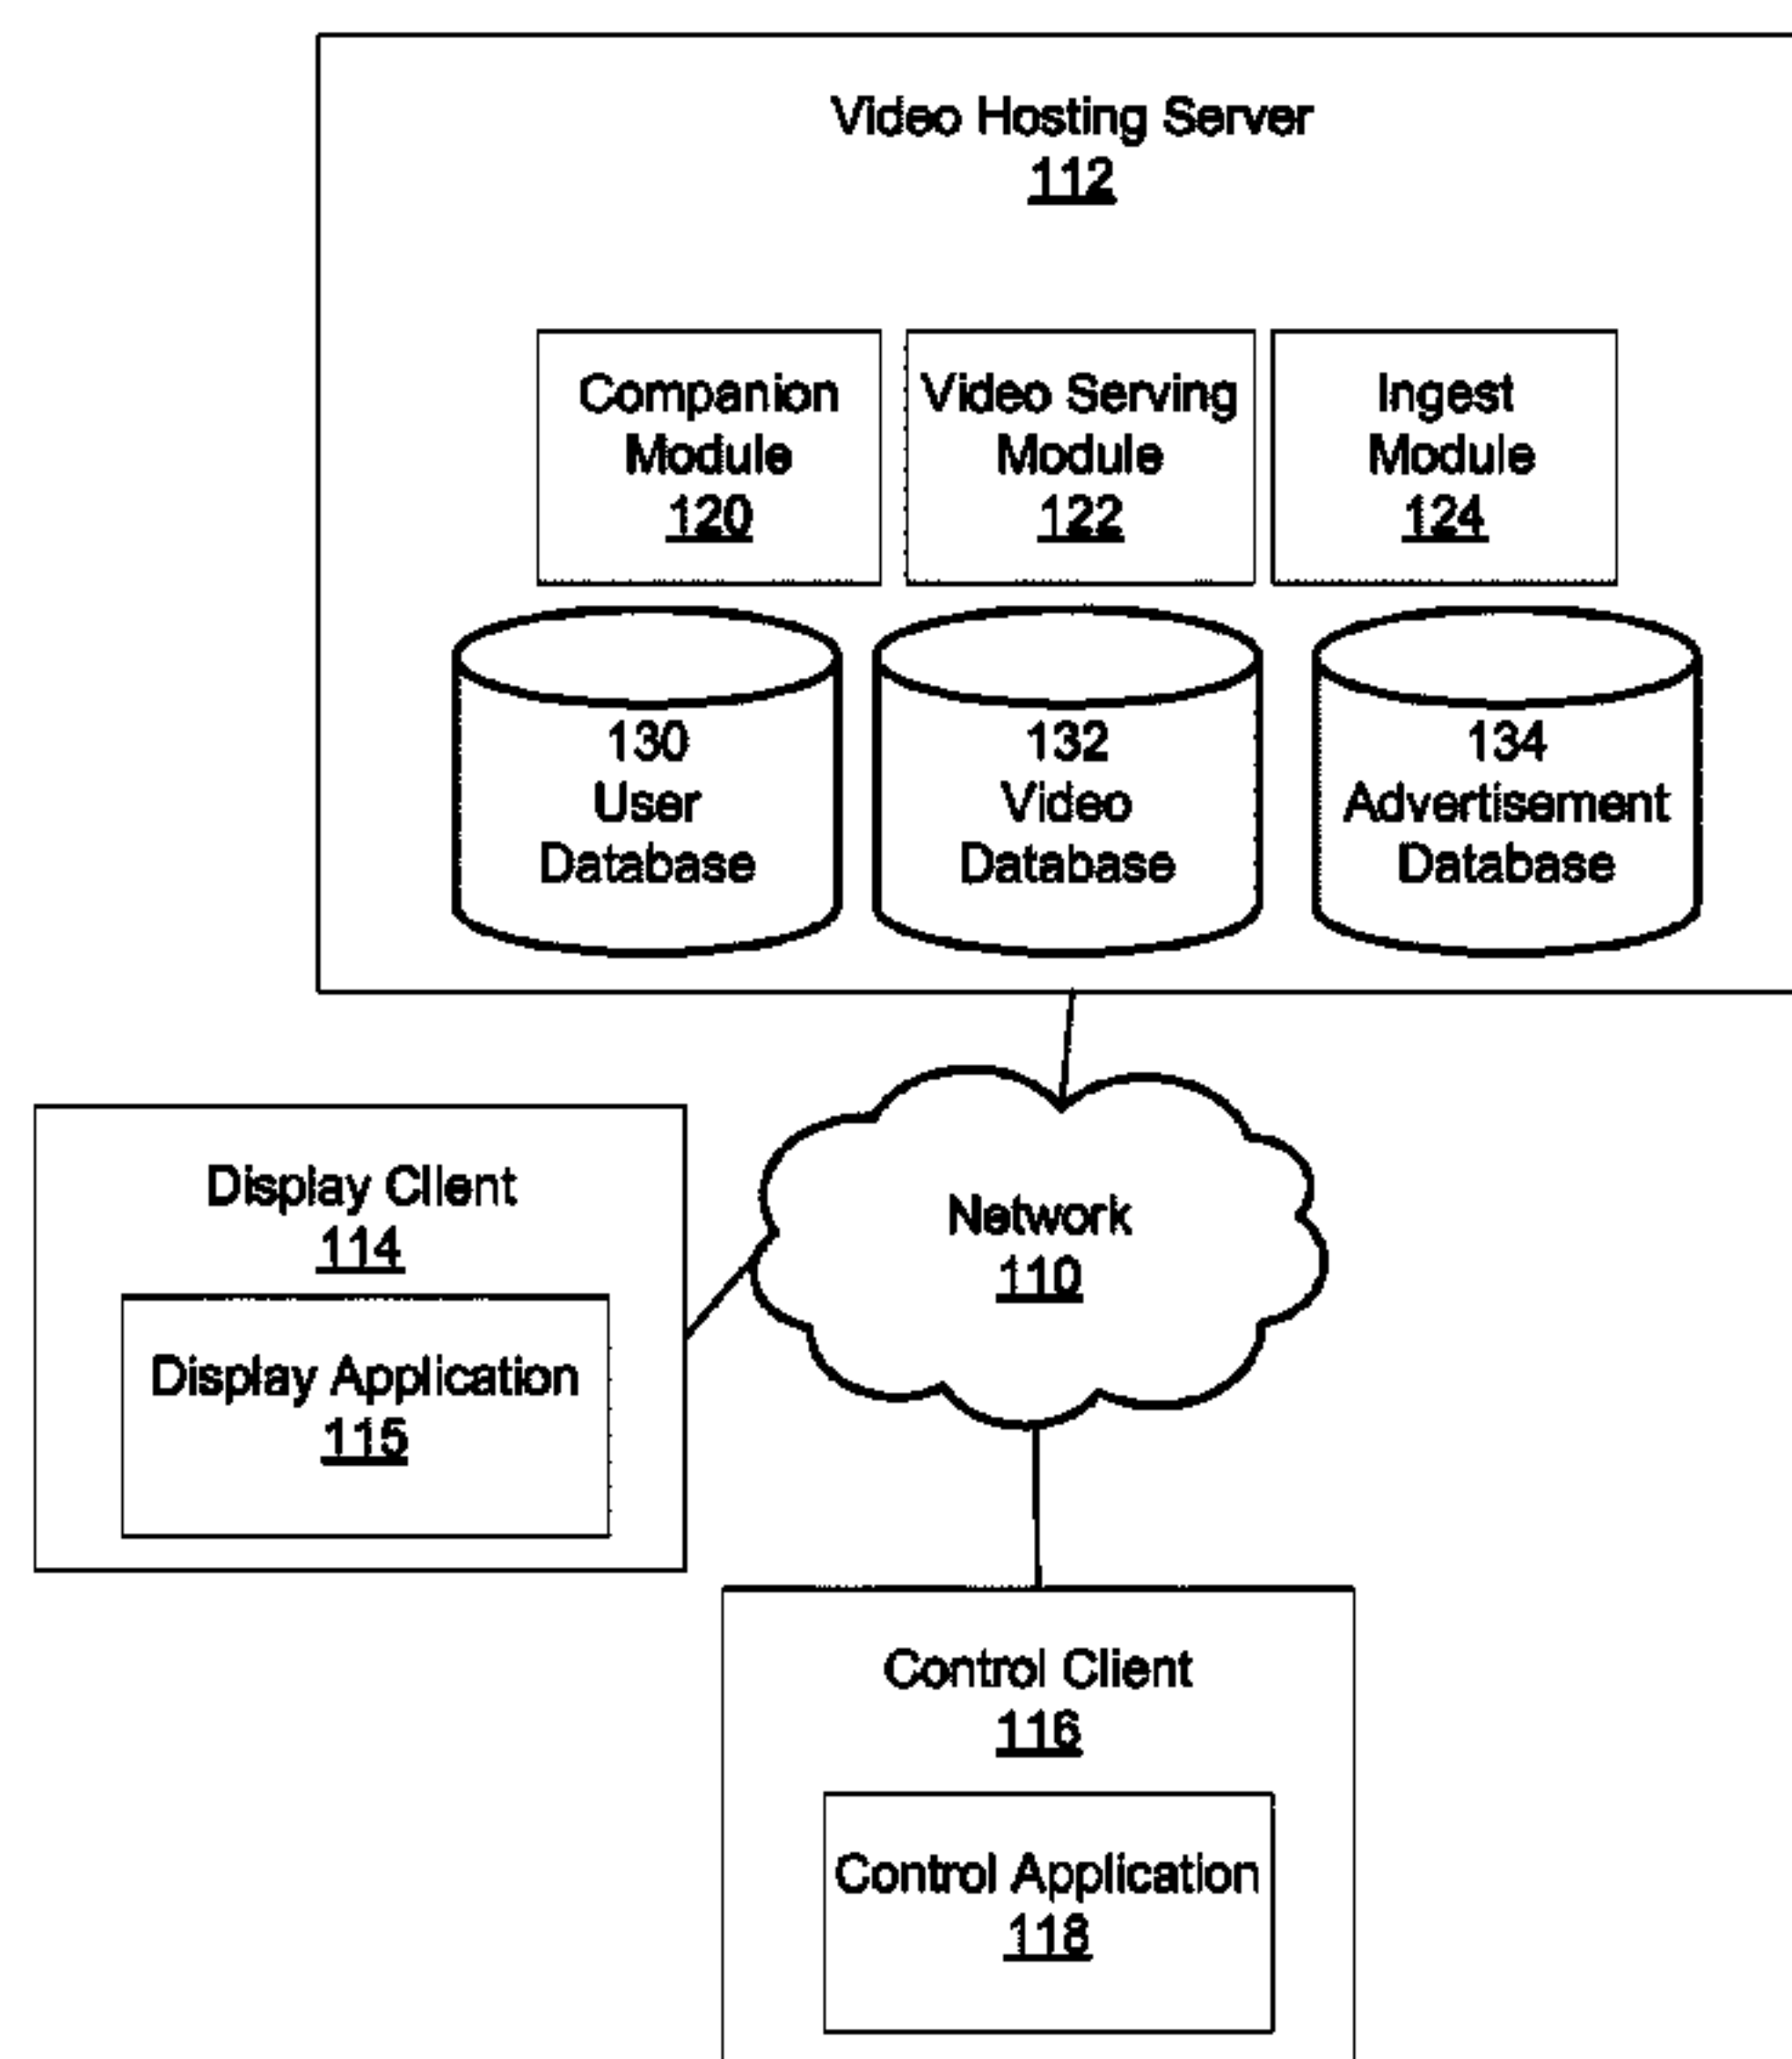 Video Hosting Server
112
Companion
Module
120
Video Serving
Module
122
Ingest
Module
124
130
User
Database
132
Video
Database
134
Advertisement
Database
Display Client
114
Display Application
115
Network
110
Control Client
116
Control Application
118